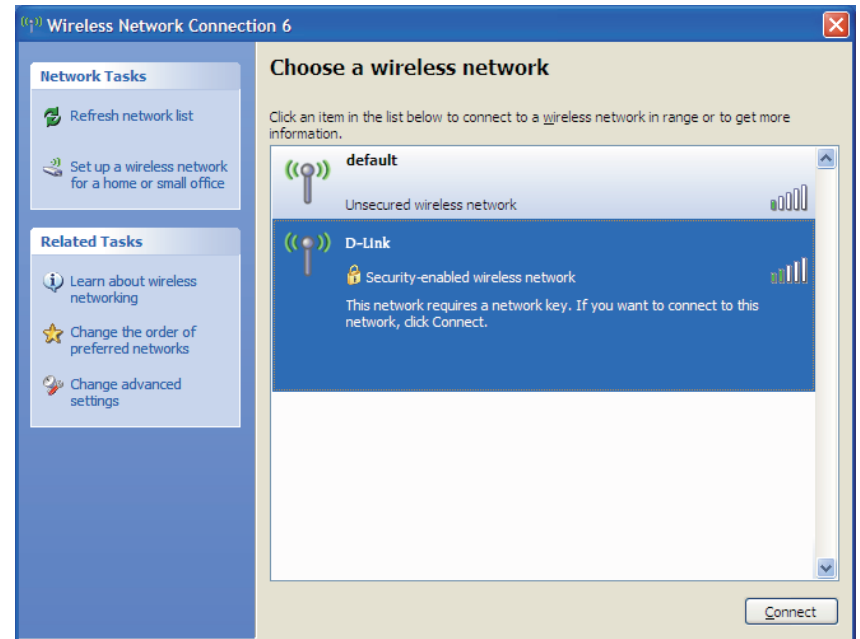 Wireless Network Connection 6
Network Tasks
Refresh network list
Set up a wireless network
for a home or small office
Related Tasks
Learn about wireless
networking
Change the order of
preferred networks
Change advanced
settings
Choose a wireless network
Click an item in the list below to connect to a wireless network in range or to get more
information.
default
Unsecured wireless network
D-Link
Security-enabled wireless network
This network requires a network key. If you want to connect to this
network, click Connect.
Connect